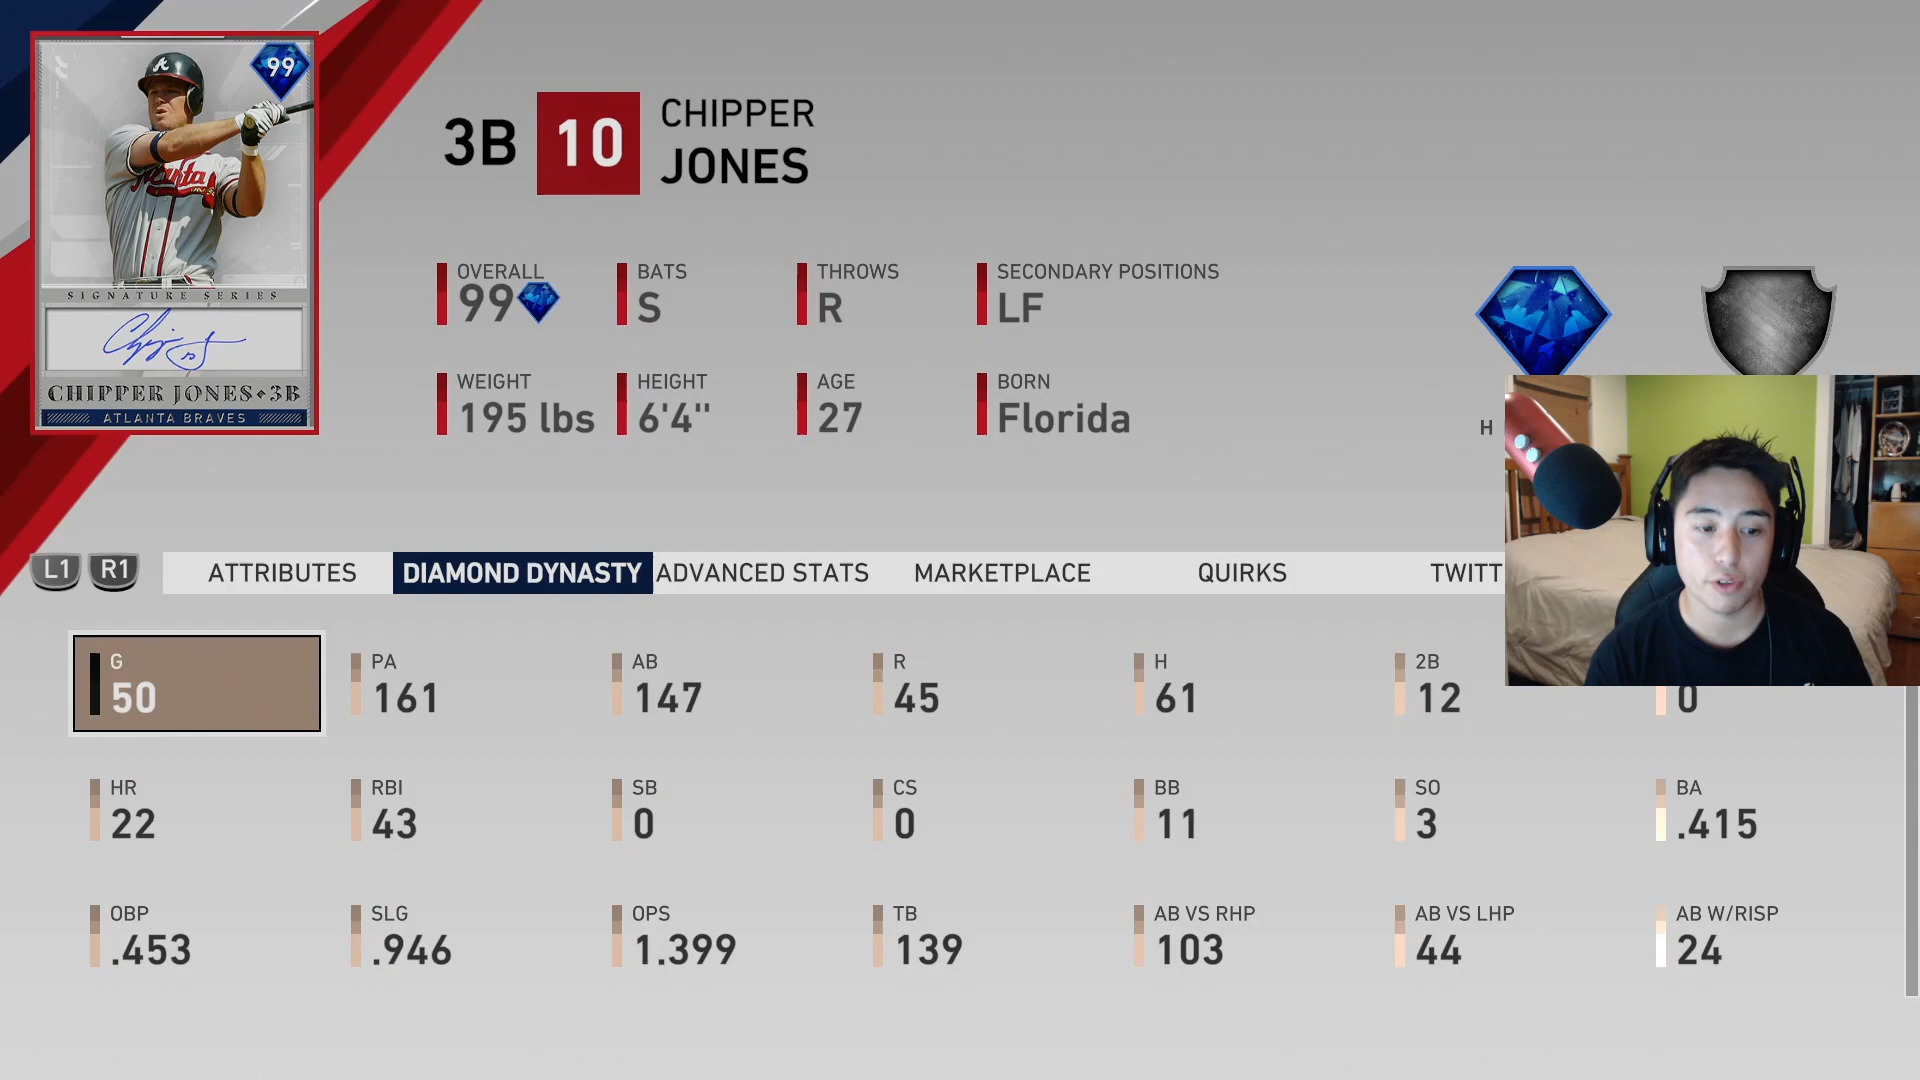 99
SIGNATURE SERIES
CHIPPER JONES 3B
ATLANTA BRAVES
3B 10 CHIPPER
JONES
OVERALL BATS THROWS SECONDARY POSITIONS
99 S R LF
WEIGHT HEIGHT AGE BORN
195 lbs 6'4" 27 Florida
H
L1 R1 ATTRIBUTES DIAMOND DYNASTY ADVANCED STATS MARKETPLACE QUIRKS TWITT
G PA AB R H 2B
50 161 147 45 61 12 0
HR RBI SB CS BB SO BA
22 43 0 0 11 3 .415
OBP SLG OPS TB AB VS RHP AB VS LHP AB W/RISP
.453 .946 1.399 139 103 44 24